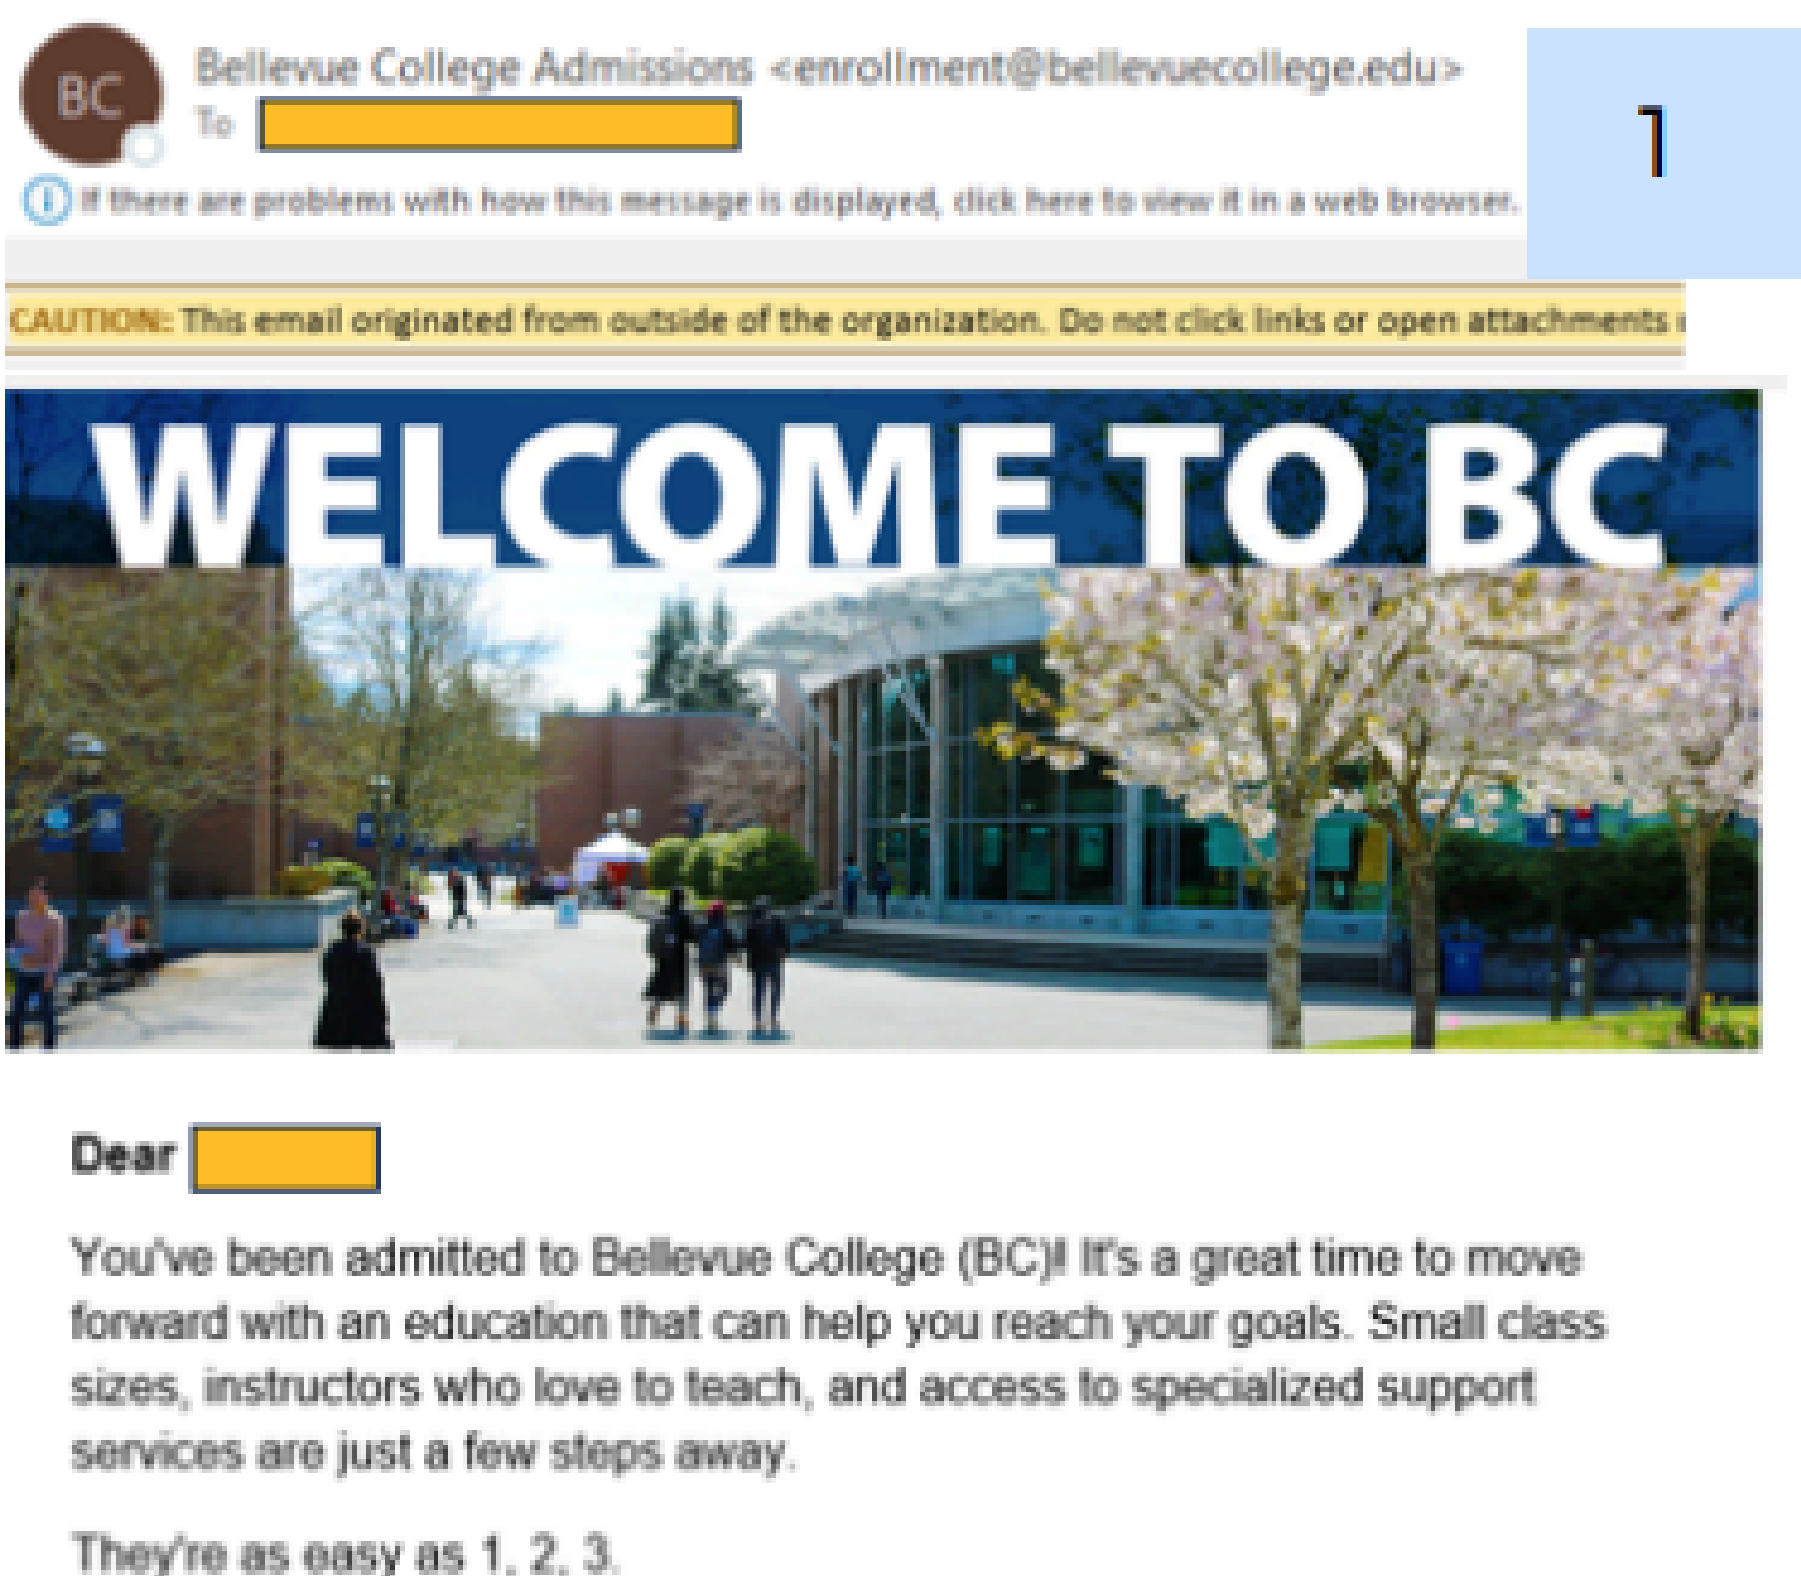 BC
Bellevue College Admissions <enrollment@bellevuecollege.edu>
To
1
If there are problems with how this message is displayed, click here to view it in a web browser.
CAUTION: This email originated from outside of the organization. Do not click links or open attachments
WELCOME TO BC
Dear
You've been admitted to Bellevue College (BC)! It's a great time to move
forward with an education that can help you reach your goals. Small class
sizes, instructors who love to teach, and access to specialized support
services are just a few steps away.
They're as easy as 1, 2, 3.